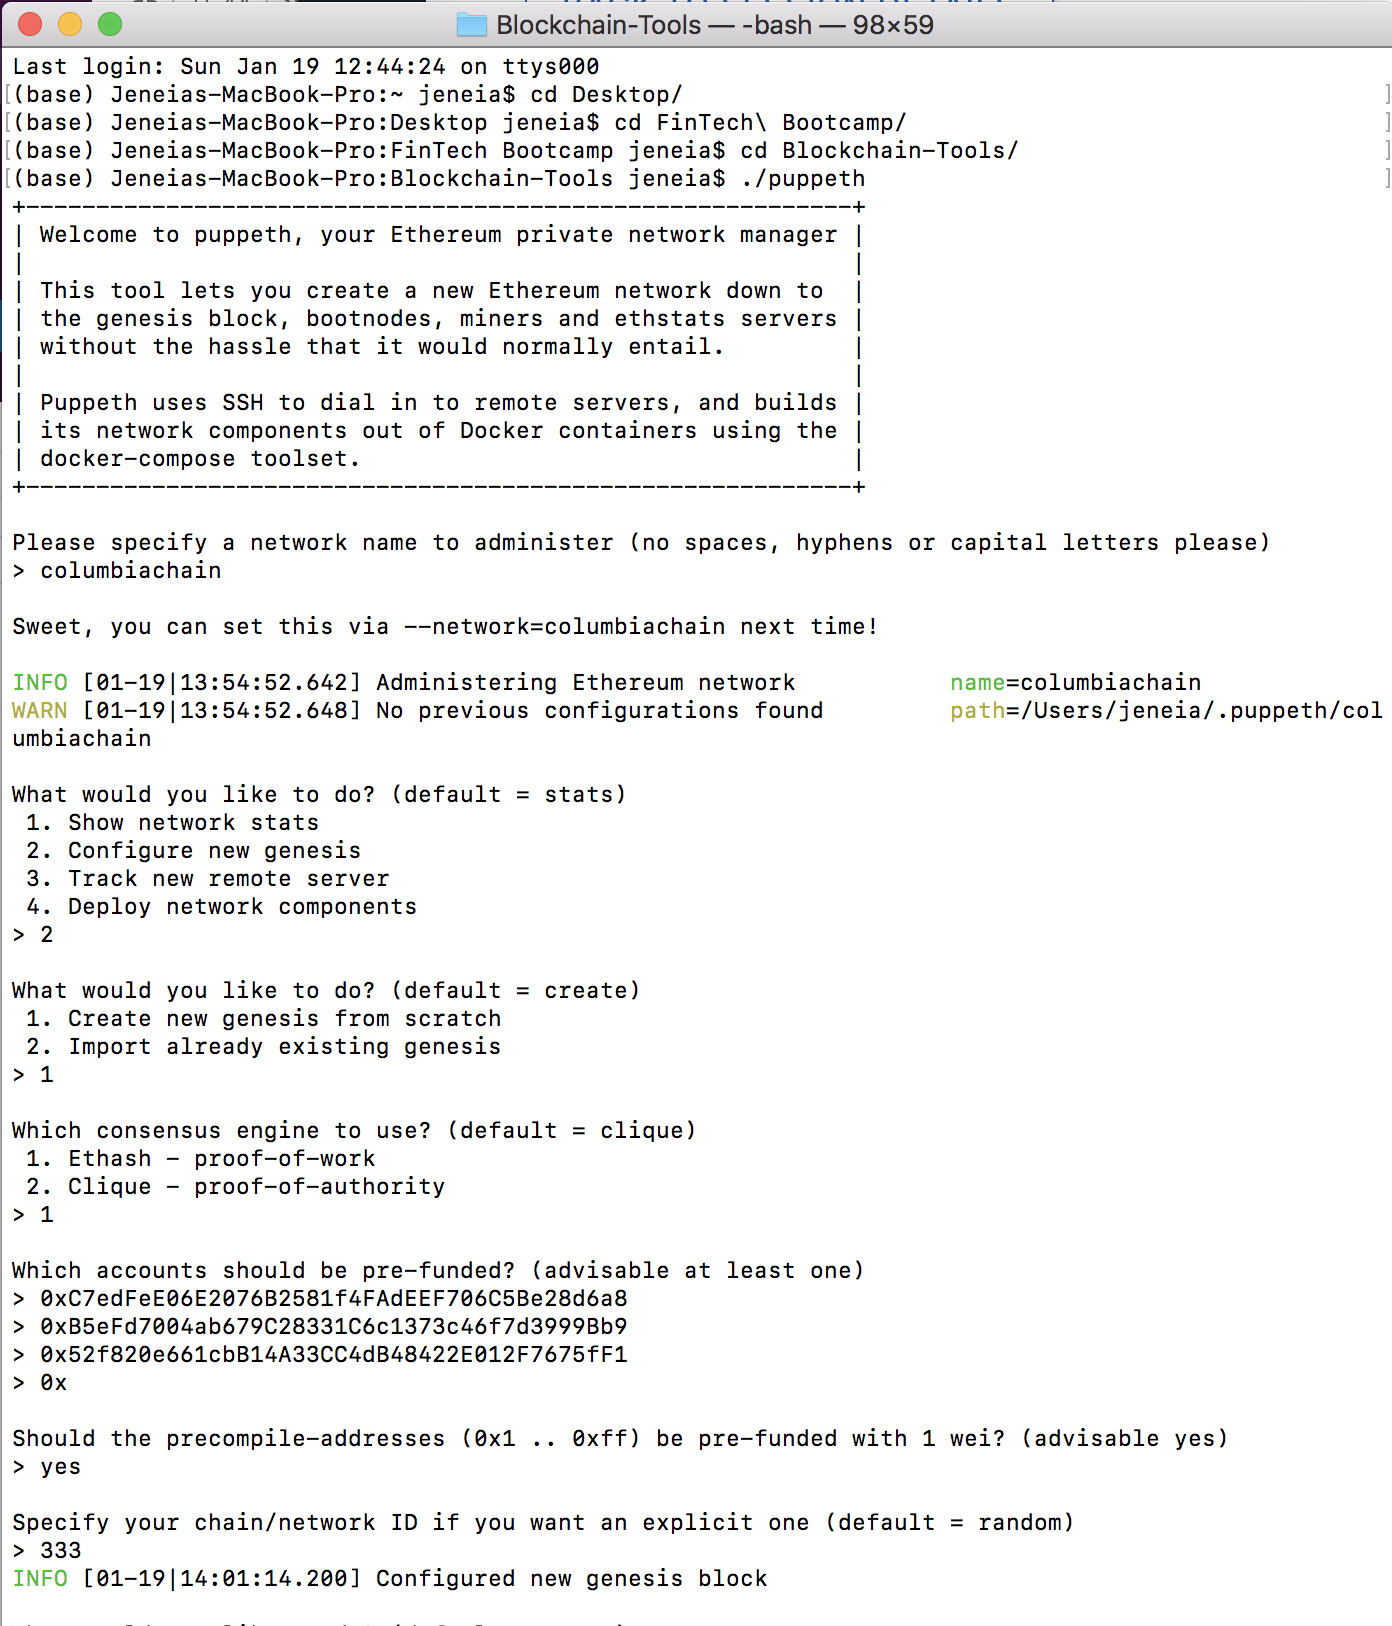 Blockchain-Tools — -bash — 98×59
Last login: Sun Jan 19 12:44:24 on ttys000
[(base) Jeneias-MacBook-Pro:~ jeneia$ cd Desktop/ ]
[(base) Jeneias-MacBook-Pro:Desktop jeneia$ cd FinTech\ Bootcamp/ ]
[(base) Jeneias-MacBook-Pro:FinTech Bootcamp jeneia$ cd Blockchain-Tools/ ]
[(base) Jeneias-MacBook-Pro:Blockchain-Tools jeneia$ ./puppeth ]
+-----------------------------------------------------------+
| Welcome to puppeth, your Ethereum private network manager |
|                                                           |
| This tool lets you create a new Ethereum network down to  |
| the genesis block, bootnodes, miners and ethstats servers |
| without the hassle that it would normally entail.         |
|                                                           |
| Puppeth uses SSH to dial in to remote servers, and builds |
| its network components out of Docker containers using the |
| docker-compose toolset.                                   |
+-----------------------------------------------------------+
Please specify a network name to administer (no spaces, hyphens or capital letters please)
> columbiachain
Sweet, you can set this via --network=columbiachain next time!
INFO [01-19|13:54:52.642] Administering Ethereum network           name=columbiachain
WARN [01-19|13:54:52.648] No previous configurations found         path=/Users/jeneia/.puppeth/col
umbiachain
What would you like to do? (default = stats)
 1. Show network stats
 2. Configure new genesis
 3. Track new remote server
 4. Deploy network components
> 2
What would you like to do? (default = create)
 1. Create new genesis from scratch
 2. Import already existing genesis
> 1
Which consensus engine to use? (default = clique)
 1. Ethash - proof-of-work
 2. Clique - proof-of-authority
> 1
Which accounts should be pre-funded? (advisable at least one)
> 0xC7edFeE06E2076B2581f4FAdEEF706C5Be28d6a8
> 0xB5eFd7004ab679C28331C6c1373c46f7d3999Bb9
> 0x52f820e661cbB14A33CC4dB48422E012F7675fF1
> 0x
Should the precompile-addresses (0x1 .. 0xff) be pre-funded with 1 wei? (advisable yes)
> yes
Specify your chain/network ID if you want an explicit one (default = random)
> 333
INFO [01-19|14:01:14.200] Configured new genesis block